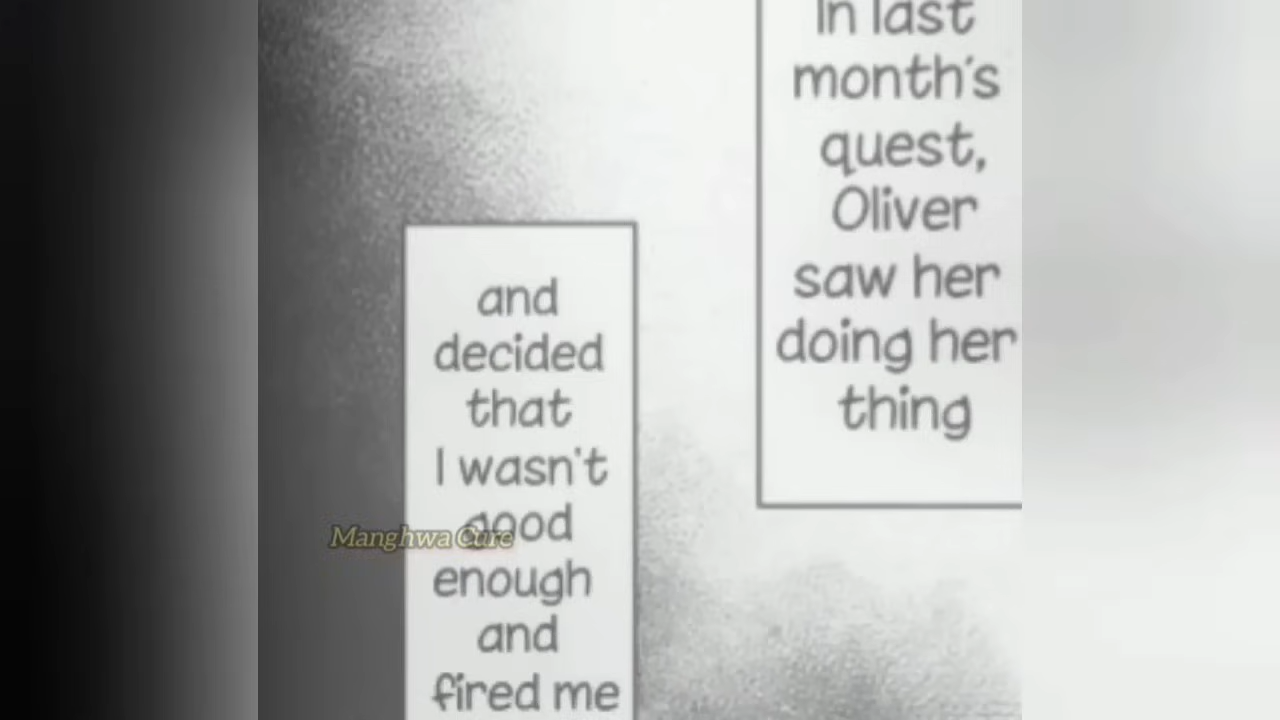 In last
month's
quest,
Oliver
saw her
doing her
thing
and
decided
that
I wasn't
good
enough
and
fired me
Manghwa Cure